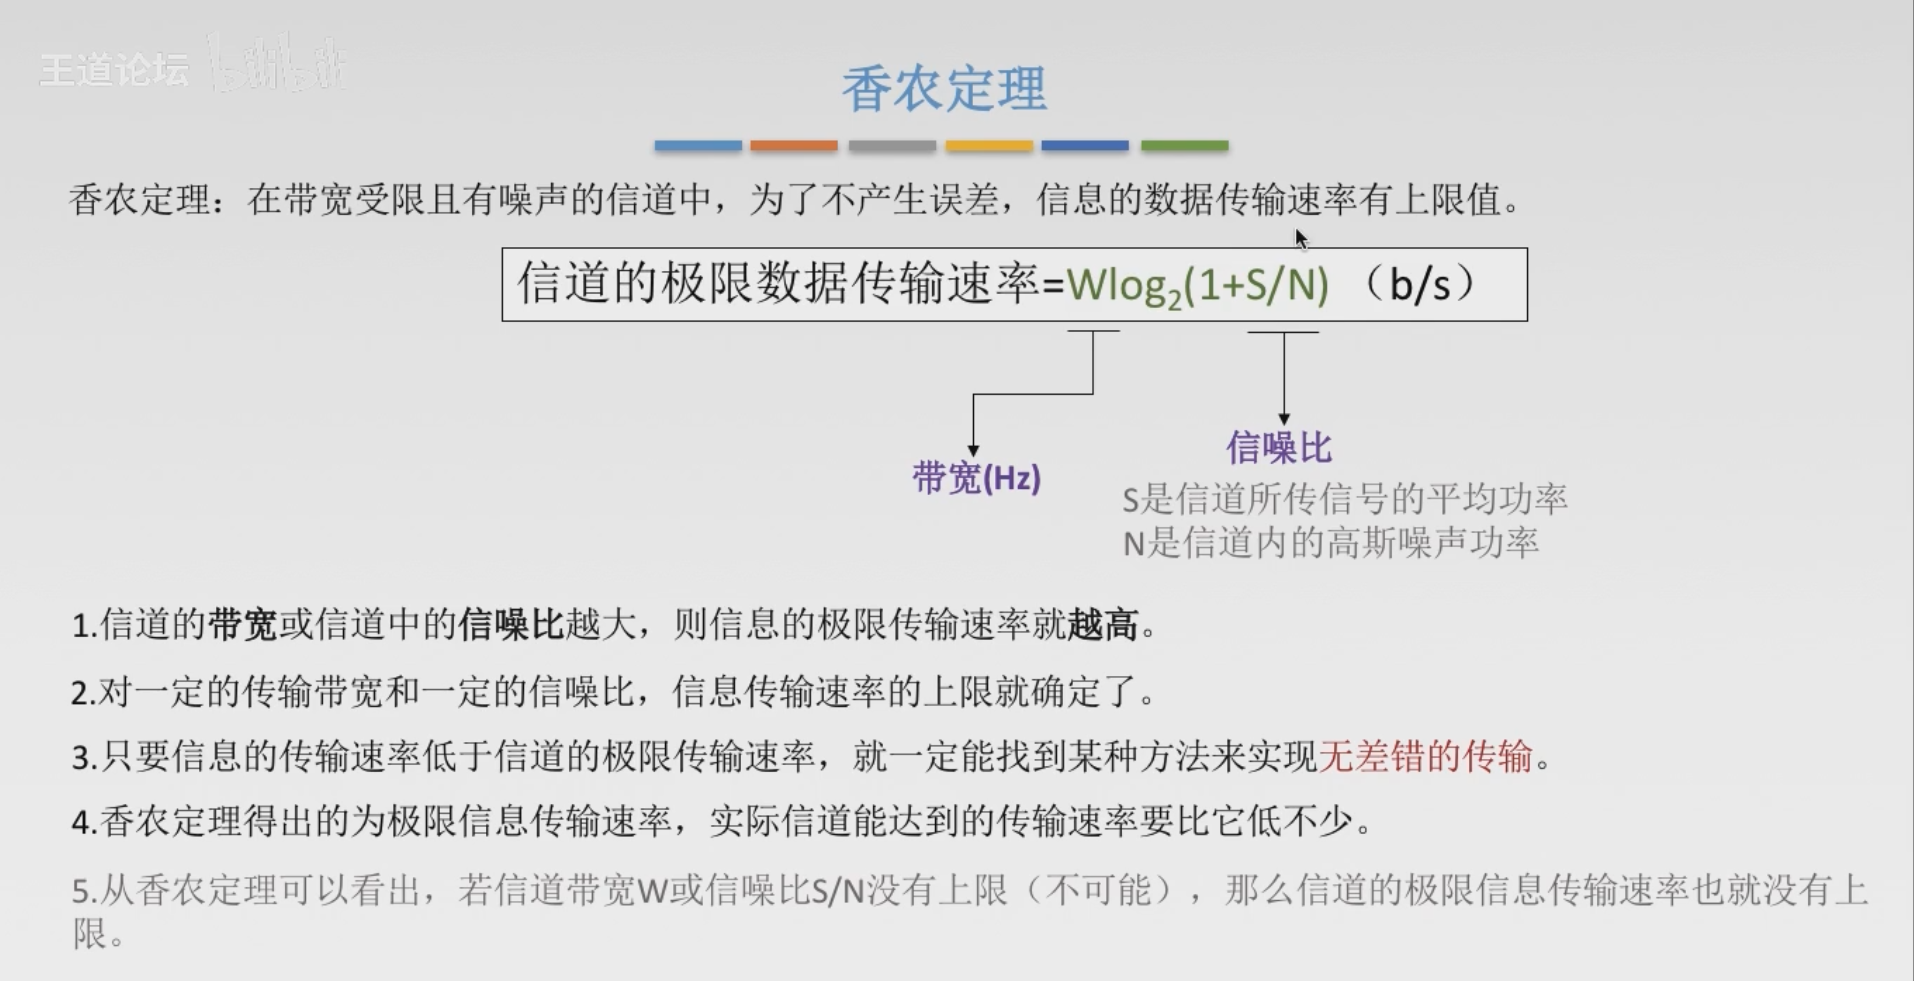 王道论坛 bilibili
香农定理
香农定理：在带宽受限且有噪声的信道中，为了不产生误差，信息的数据传输速率有上限值。
信道的极限数据传输速率=Wlog₂(1+S/N) （b/s）
信噪比
带宽(Hz)
S是信道所传信号的平均功率
N是信道内的高斯噪声功率
1.信道的带宽或信道中的信噪比越大，则信息的极限传输速率就越高。
2.对一定的传输带宽和一定的信噪比，信息传输速率的上限就确定了。
3.只要信息的传输速率低于信道的极限传输速率，就一定能找到某种方法来实现无差错的传输。
4.香农定理得出的为极限信息传输速率，实际信道能达到的传输速率要比它低不少。
5.从香农定理可以看出，若信道带宽W或信噪比S/N没有上限（不可能），那么信道的极限信息传输速率也就没有上
限。